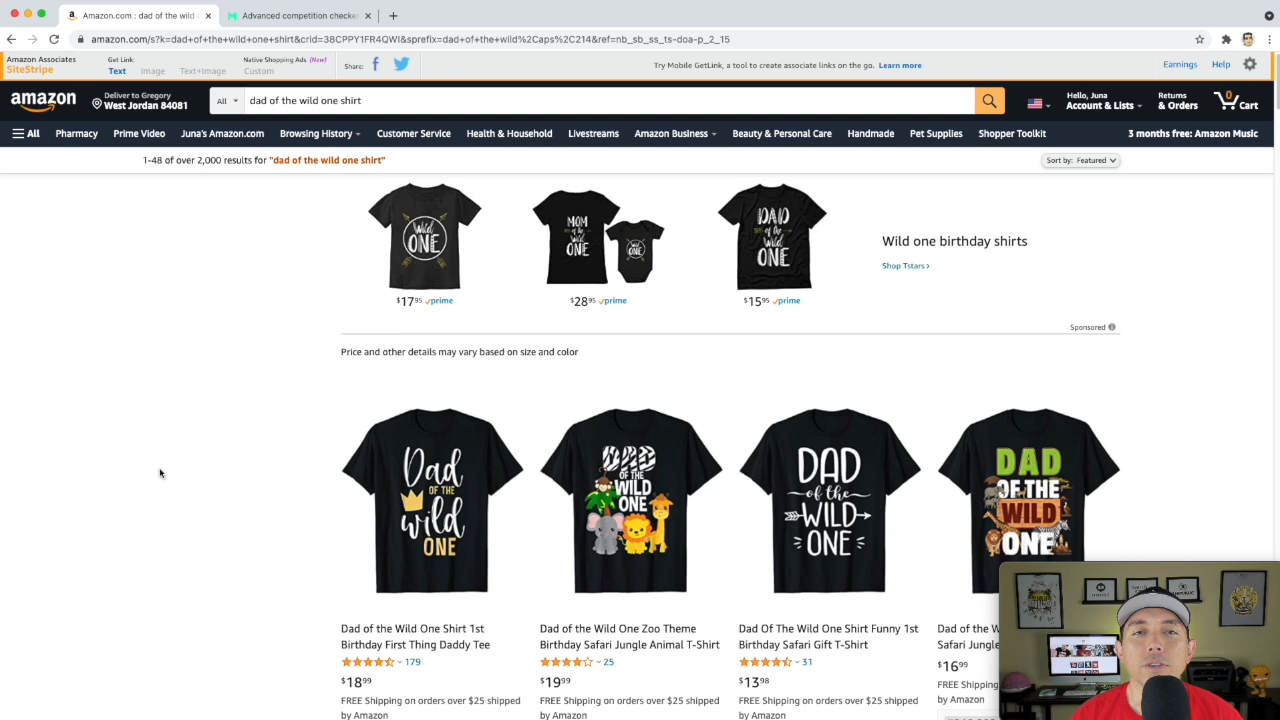 Amazon.com : dad of the wild
Advanced competition checke
amazon.com/s?k=dad+of+the+wild+one+shirt&crid=38CPPY1FR4QWI&sprefix=dad+of+the+wild%2Caps%2C214&ref=nb_sb_ss_ts-doa-p_2_15
Amazon Associates
SiteStripe
Get Link:
Text Image Text+Image
Native Shopping Ads (New)
Custom
Share:
Try Mobile GetLink, a tool to create associate links on the go. Learn more
Earnings Help
amazon
Deliver to Gregory
West Jordan 84081
All
dad of the wild one shirt
Hello, Juna
Account & Lists
Returns
& Orders
0
Cart
All Pharmacy Prime Video Juna's Amazon.com Browsing History Customer Service Health & Household Livestreams Amazon Business Beauty & Personal Care Handmade Pet Supplies Shopper Toolkit 3 months free: Amazon Music
1-48 of over 2,000 results for "dad of the wild one shirt"
Sort by: Featured
Wild
ONE
MOM
of the
Wild
ONE
Wild
ONE
DAD
of the
Wild
ONE
Wild one birthday shirts
Shop Tstars
$17.95 prime
$28.95 prime
$15.95 prime
Sponsored
Price and other details may vary based on size and color
Dad
OF THE
wild
ONE
DAD
OF THE
WILD
ONE
DAD
of the
WILD
ONE
DAD
OF THE
WILD
ONE
Dad of the Wild One Shirt 1st
Birthday First Thing Daddy Tee
179
$18.99
FREE Shipping on orders over $25 shipped
by Amazon
Dad of the Wild One Zoo Theme
Birthday Safari Jungle Animal T-Shirt
25
$19.99
FREE Shipping on orders over $25 shipped
by Amazon
Dad Of The Wild One Shirt Funny 1st
Birthday Safari Gift T-Shirt
31
$13.98
FREE Shipping on orders over $25 shipped
by Amazon
Dad of the W
Safari Jungle
$16.99
FREE Shipping
by Amazon